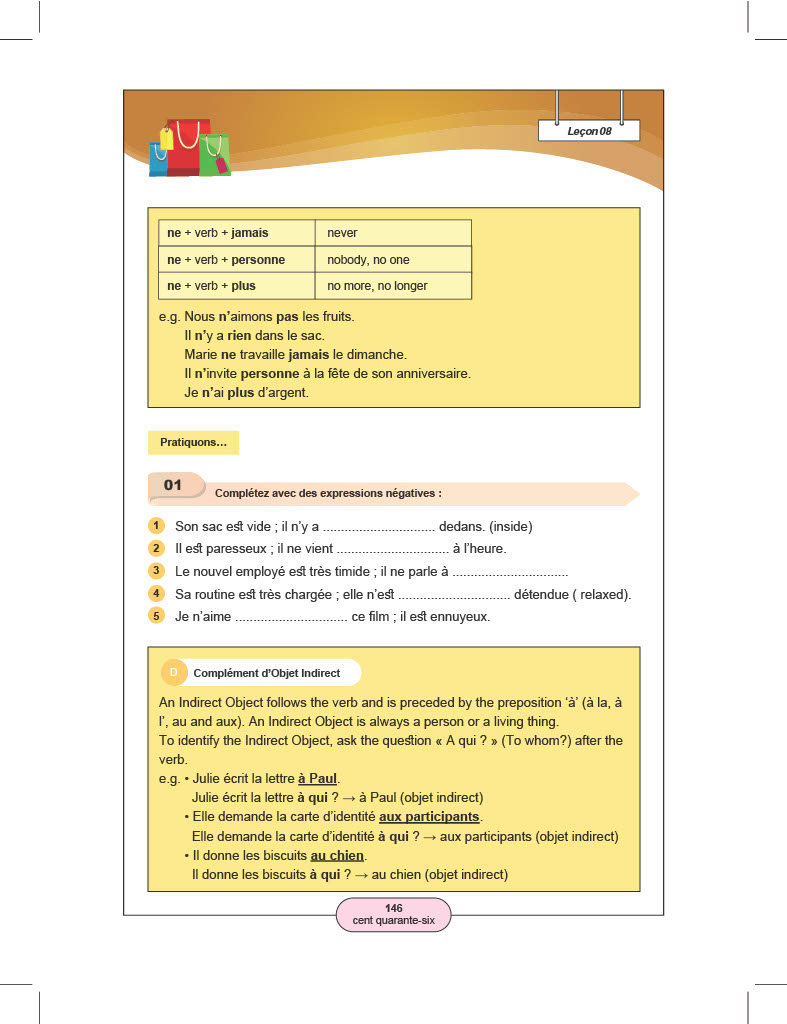 Leçon 08
ne + verb + jamais never
ne + verb + personne nobody, no one
ne + verb + plus no more, no longer
e.g. Nous n’aimons pas les fruits.
Il n’y a rien dans le sac.
Marie ne travaille jamais le dimanche.
Il n’invite personne à la fête de son anniversaire.
Je n’ai plus d’argent.
Pratiquons…
01 Complétez avec des expressions négatives :
1 Son sac est vide ; il n’y a ............................... dedans. (inside)
2 Il est paresseux ; il ne vient ............................... à l’heure.
3 Le nouvel employé est très timide ; il ne parle à ................................
4 Sa routine est très chargée ; elle n’est ............................... détendue ( relaxed).
5 Je n’aime ............................... ce film ; il est ennuyeux.
D Complément d’Objet Indirect
An Indirect Object follows the verb and is preceded by the preposition ‘à’ (à la, à
l’, au and aux). An Indirect Object is always a person or a living thing.
To identify the Indirect Object, ask the question « A qui ? » (To whom?) after the
verb.
e.g. • Julie écrit la lettre à Paul.
Julie écrit la lettre à qui ? → à Paul (objet indirect)
• Elle demande la carte d’identité aux participants.
Elle demande la carte d’identité à qui ? → aux participants (objet indirect)
• Il donne les biscuits au chien.
Il donne les biscuits à qui ? → au chien (objet indirect)
146
cent quarante-six